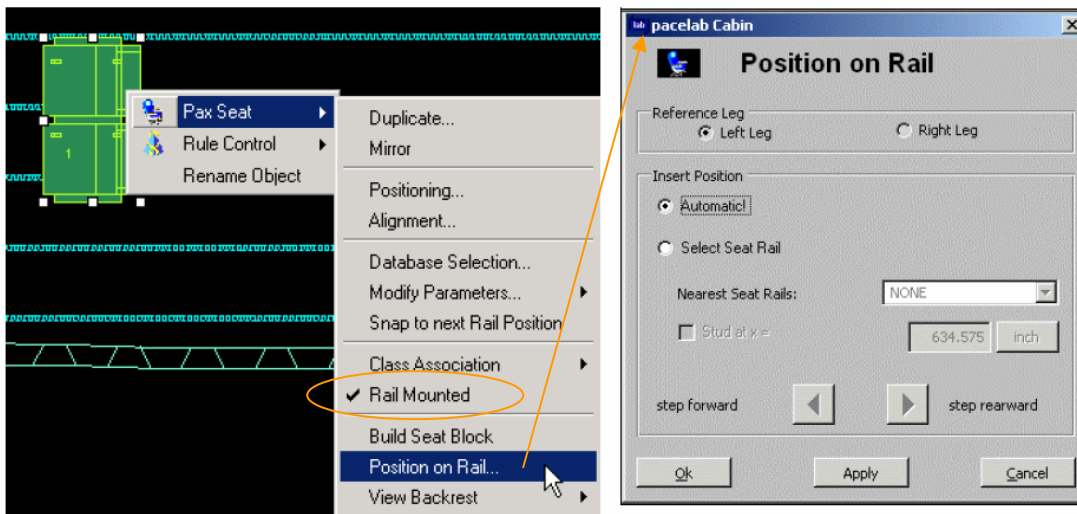 1
Pax Seat
Rule Control
Rename Object
Duplicate...
Mirror
Positioning...
Alignment...
Database Selection...
Modify Parameters...
Snap to next Rail Position
Class Association
Rail Mounted
Build Seat Block
Position on Rail...
View Backrest
lab pacelab Cabin
Position on Rail
Reference Leg
Left Leg Right Leg
Insert Position
Automatic!
Select Seat Rail
Nearest Seat Rails: NONE
Stud at x = 634.575 inch
step forward step rearward
Ok Apply Cancel